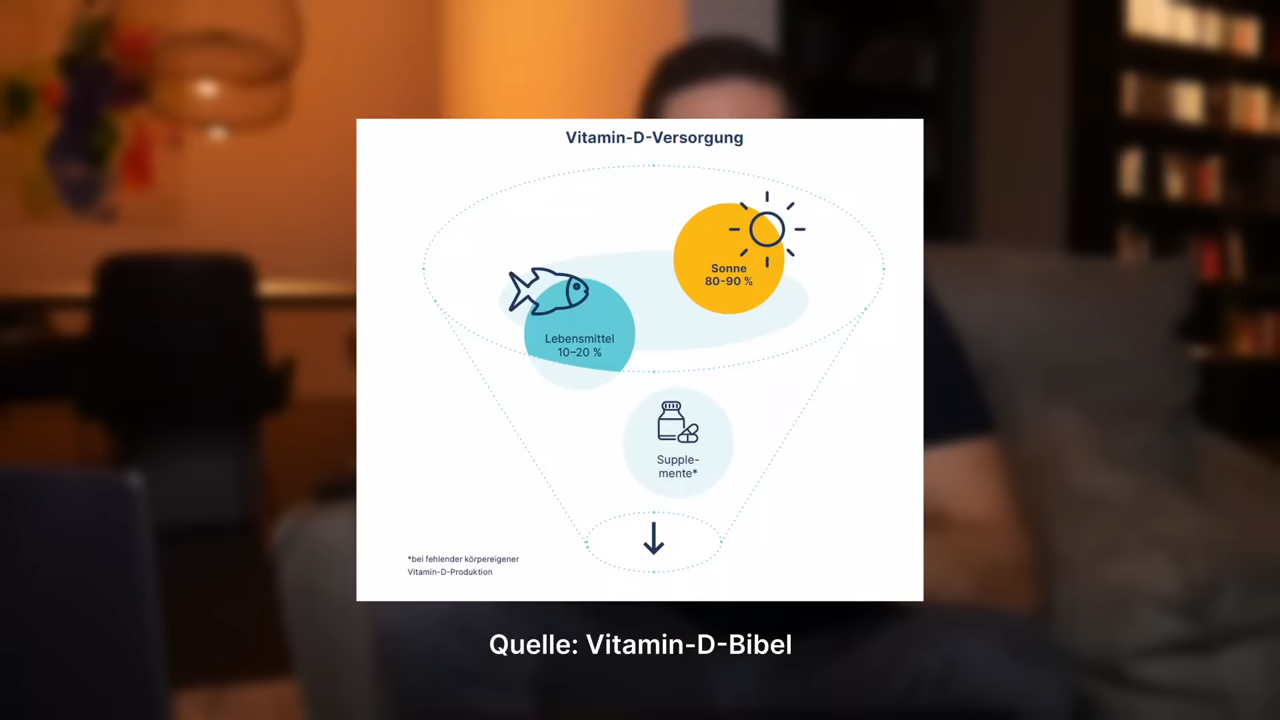 Vitamin-D-Versorgung
Sonne
80-90 %
Lebensmittel
10–20 %
Supple-
mente*
*bei fehlender körpereigener
Vitamin-D-Produktion
Quelle: Vitamin-D-Bibel